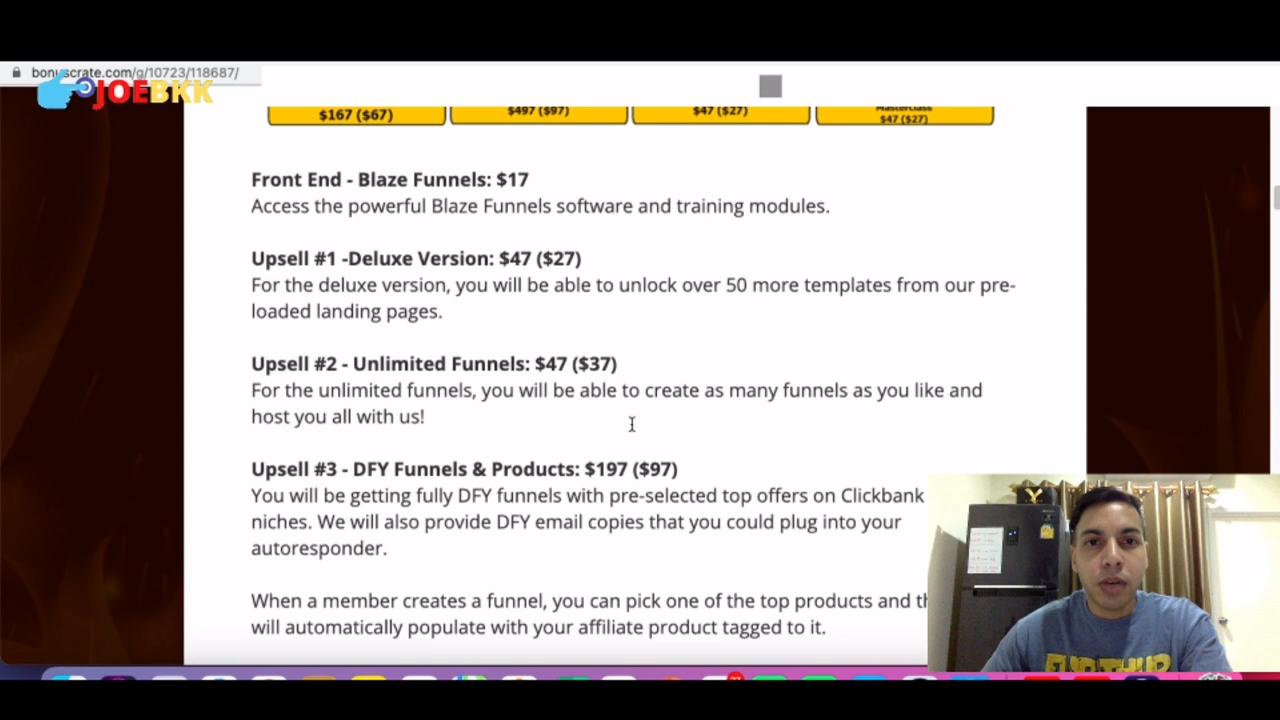 bonuscrate.com/g/10723/118687/
JOEBKK
$167 ($67)
$497 ($97)
$47 ($27)
Masterclass
$47 ($27)
Front End - Blaze Funnels: $17
Access the powerful Blaze Funnels software and training modules.
Upsell #1 -Deluxe Version: $47 ($27)
For the deluxe version, you will be able to unlock over 50 more templates from our pre-
loaded landing pages.
Upsell #2 - Unlimited Funnels: $47 ($37)
For the unlimited funnels, you will be able to create as many funnels as you like and
host you all with us!
Upsell #3 - DFY Funnels & Products: $197 ($97)
You will be getting fully DFY funnels with pre-selected top offers on Clickbank
niches. We will also provide DFY email copies that you could plug into your
autoresponder.
When a member creates a funnel, you can pick one of the top products and
will automatically populate with your affiliate product tagged to it.